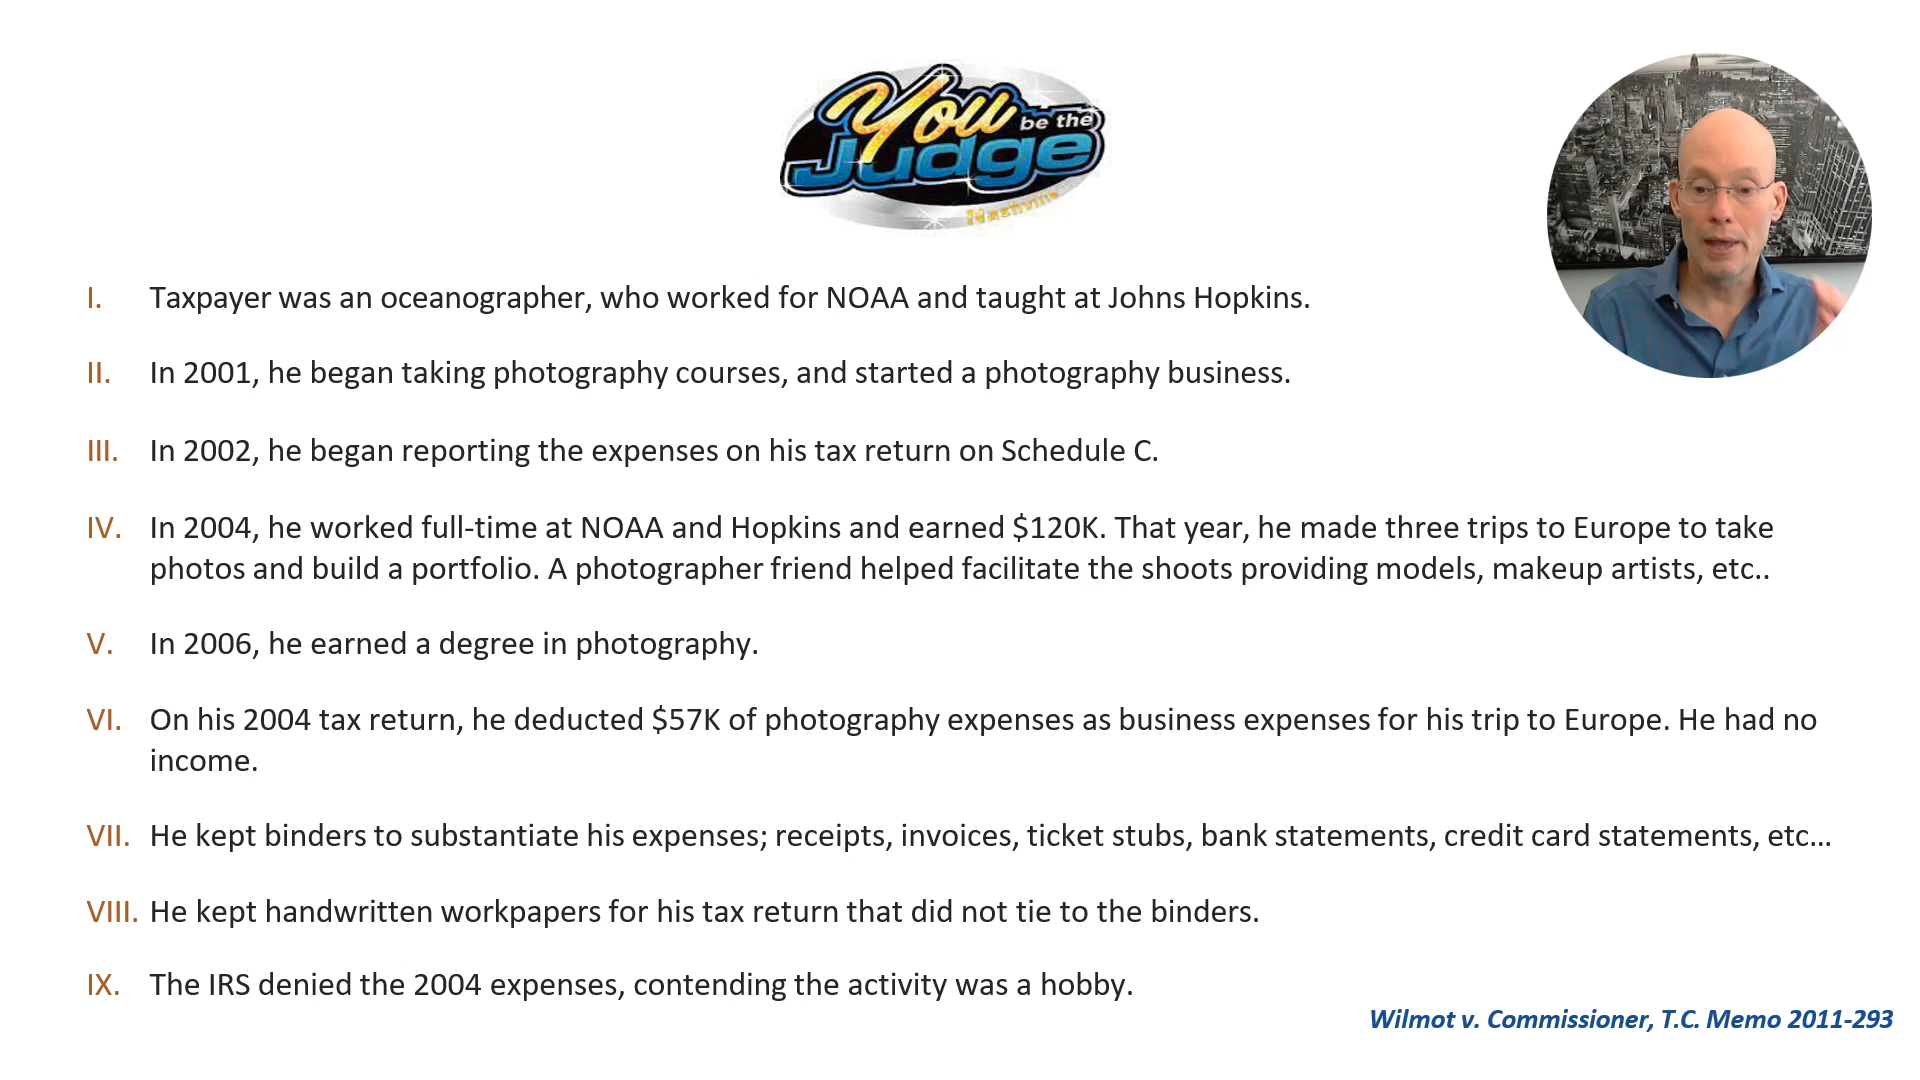 You be the
Judge
Nashville
I. Taxpayer was an oceanographer, who worked for NOAA and taught at Johns Hopkins.
II. In 2001, he began taking photography courses, and started a photography business.
III. In 2002, he began reporting the expenses on his tax return on Schedule C.
IV. In 2004, he worked full-time at NOAA and Hopkins and earned $120K. That year, he made three trips to Europe to take
photos and build a portfolio. A photographer friend helped facilitate the shoots providing models, makeup artists, etc..
V. In 2006, he earned a degree in photography.
VI. On his 2004 tax return, he deducted $57K of photography expenses as business expenses for his trip to Europe. He had no
income.
VII. He kept binders to substantiate his expenses; receipts, invoices, ticket stubs, bank statements, credit card statements, etc…
VIII. He kept handwritten workpapers for his tax return that did not tie to the binders.
IX. The IRS denied the 2004 expenses, contending the activity was a hobby.
Wilmot v. Commissioner, T.C. Memo 2011-293